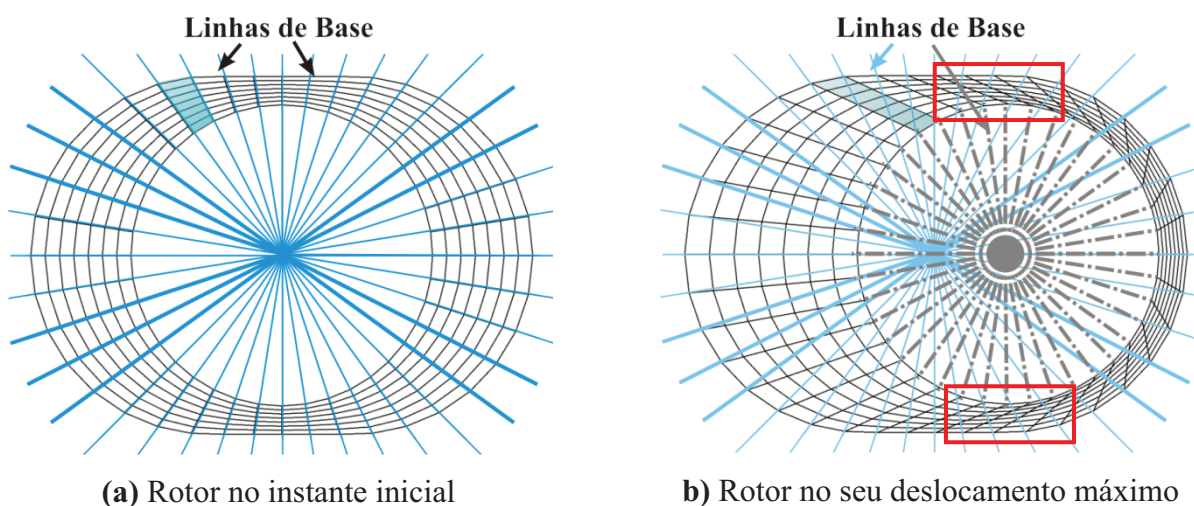 Linhas de Base
Linhas de Base
(a) Rotor no instante inicial
b) Rotor no seu deslocamento máximo